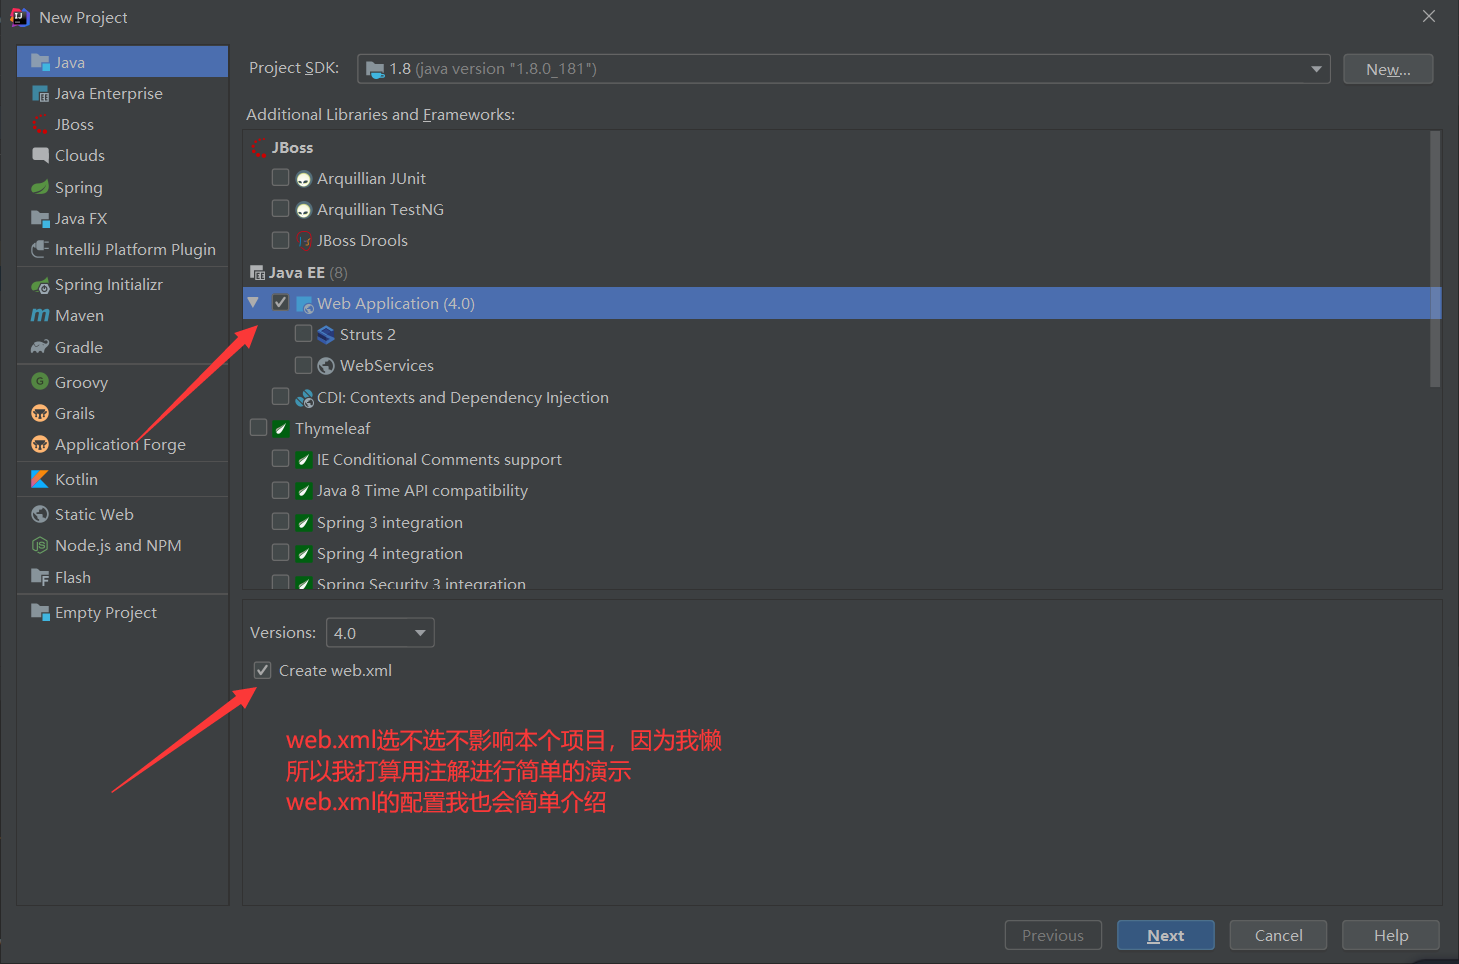 New Project
Java
Java Enterprise
JBoss
Clouds
Spring
Java FX
IntelliJ Platform Plugin
Spring Initializr
Maven
Gradle
Groovy
Grails
Application Forge
Kotlin
Static Web
Node.js and NPM
Flash
Empty Project
Project SDK: 1.8 (java version "1.8.0_181") New...
Additional Libraries and Frameworks:
JBoss
Arquillian JUnit
Arquillian TestNG
JBoss Drools
Java EE (8)
Web Application (4.0)
Struts 2
WebServices
CDI: Contexts and Dependency Injection
Thymeleaf
IE Conditional Comments support
Java 8 Time API compatibility
Spring 3 integration
Spring 4 integration
Spring Security 3 integration
Versions: 4.0
Create web.xml
web.xml选不选不影响本个项目，因为我懒
所以我打算用注解进行简单的演示
web.xml的配置我也会简单介绍
Previous Next Cancel Help